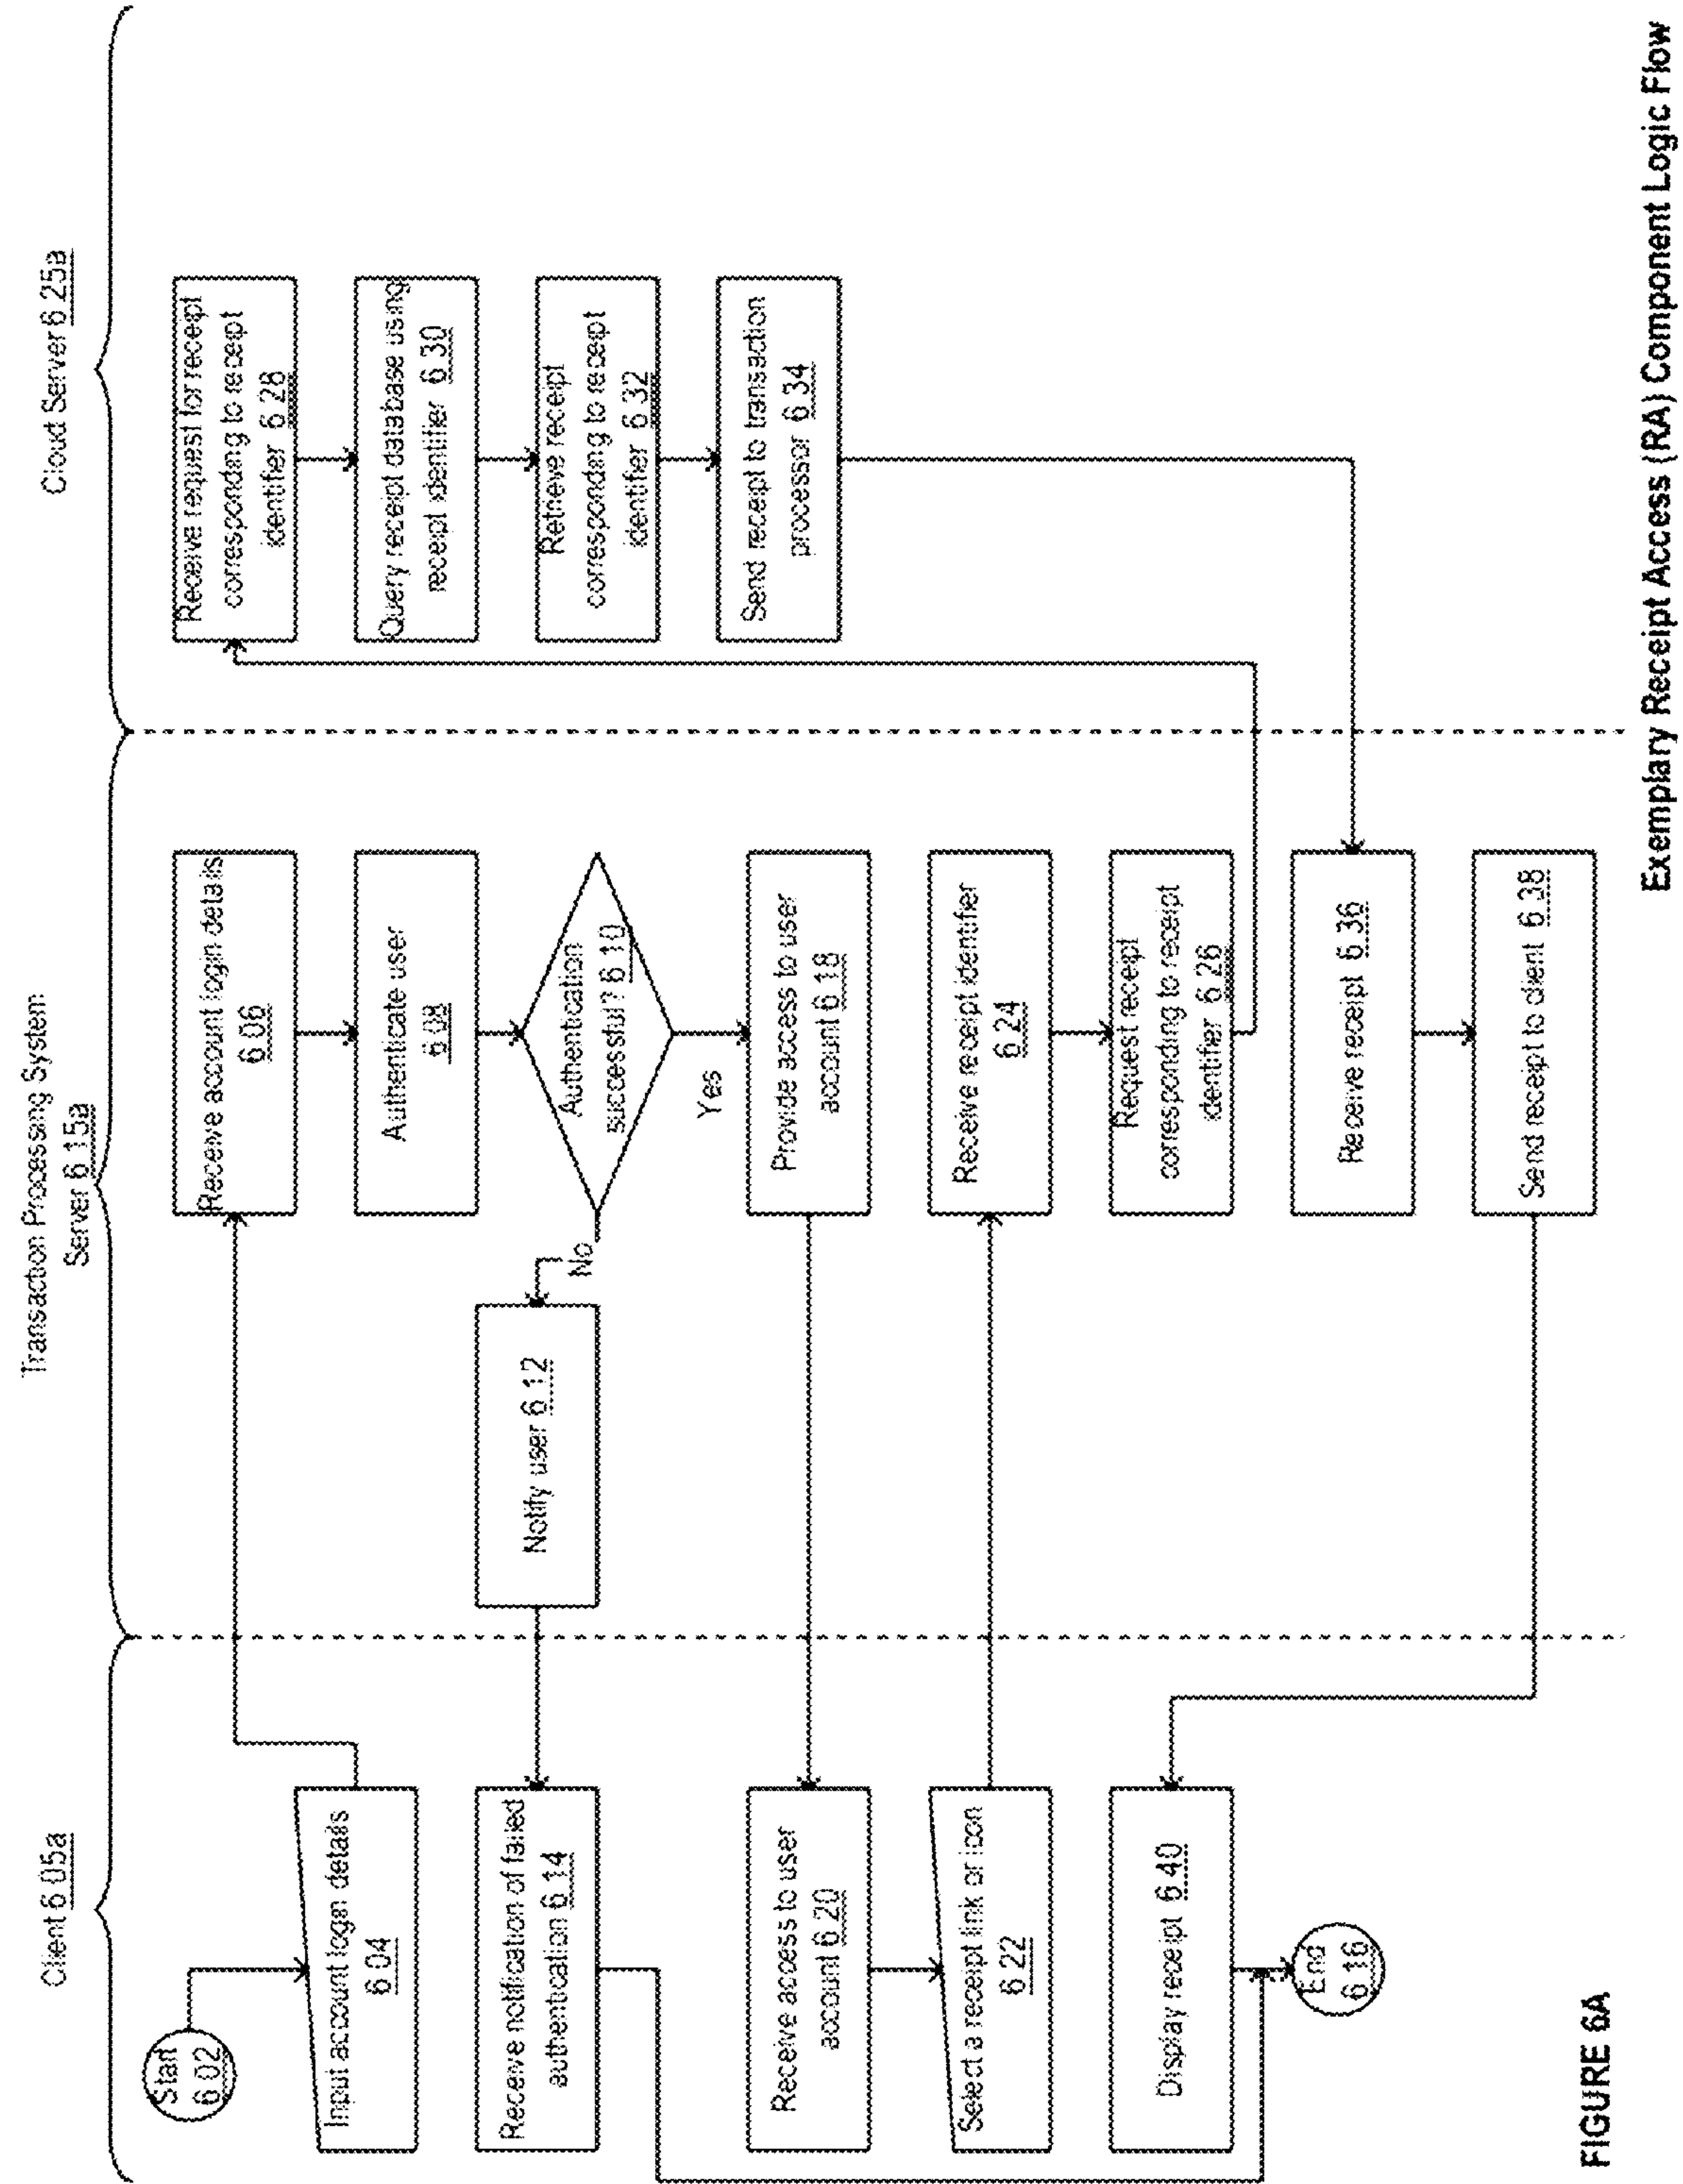 Client 6 05a
Transaction Processing System
Server 6 15a
Cloud Server 6 25a
Start
6 02
Input account login details
6 04
Receive account login details
6 06
Authenticate user
6 08
Authentication
successful? 6 10
No
Yes
Notify user 6 12
Receive notification of failed
authentication 6 14
Provide access to user
account 6 18
Receive access to user
account 6 20
Select a receipt link or icon
6 22
Receive receipt identifier
6 24
Request receipt
corresponding to receipt
identifier 6 26
Receive request for receipt
corresponding to receipt
identifier 6 28
Query receipt database using
receipt identifier 6 30
Retrieve receipt
corresponding to receipt
identifier 6 32
Send receipt to transaction
processor 6 34
Receive receipt 6 36
Send receipt to client 6 38
Display receipt 6 40
End
6 16
FIGURE 6A
Exemplary Receipt Access (RA) Component Logic Flow